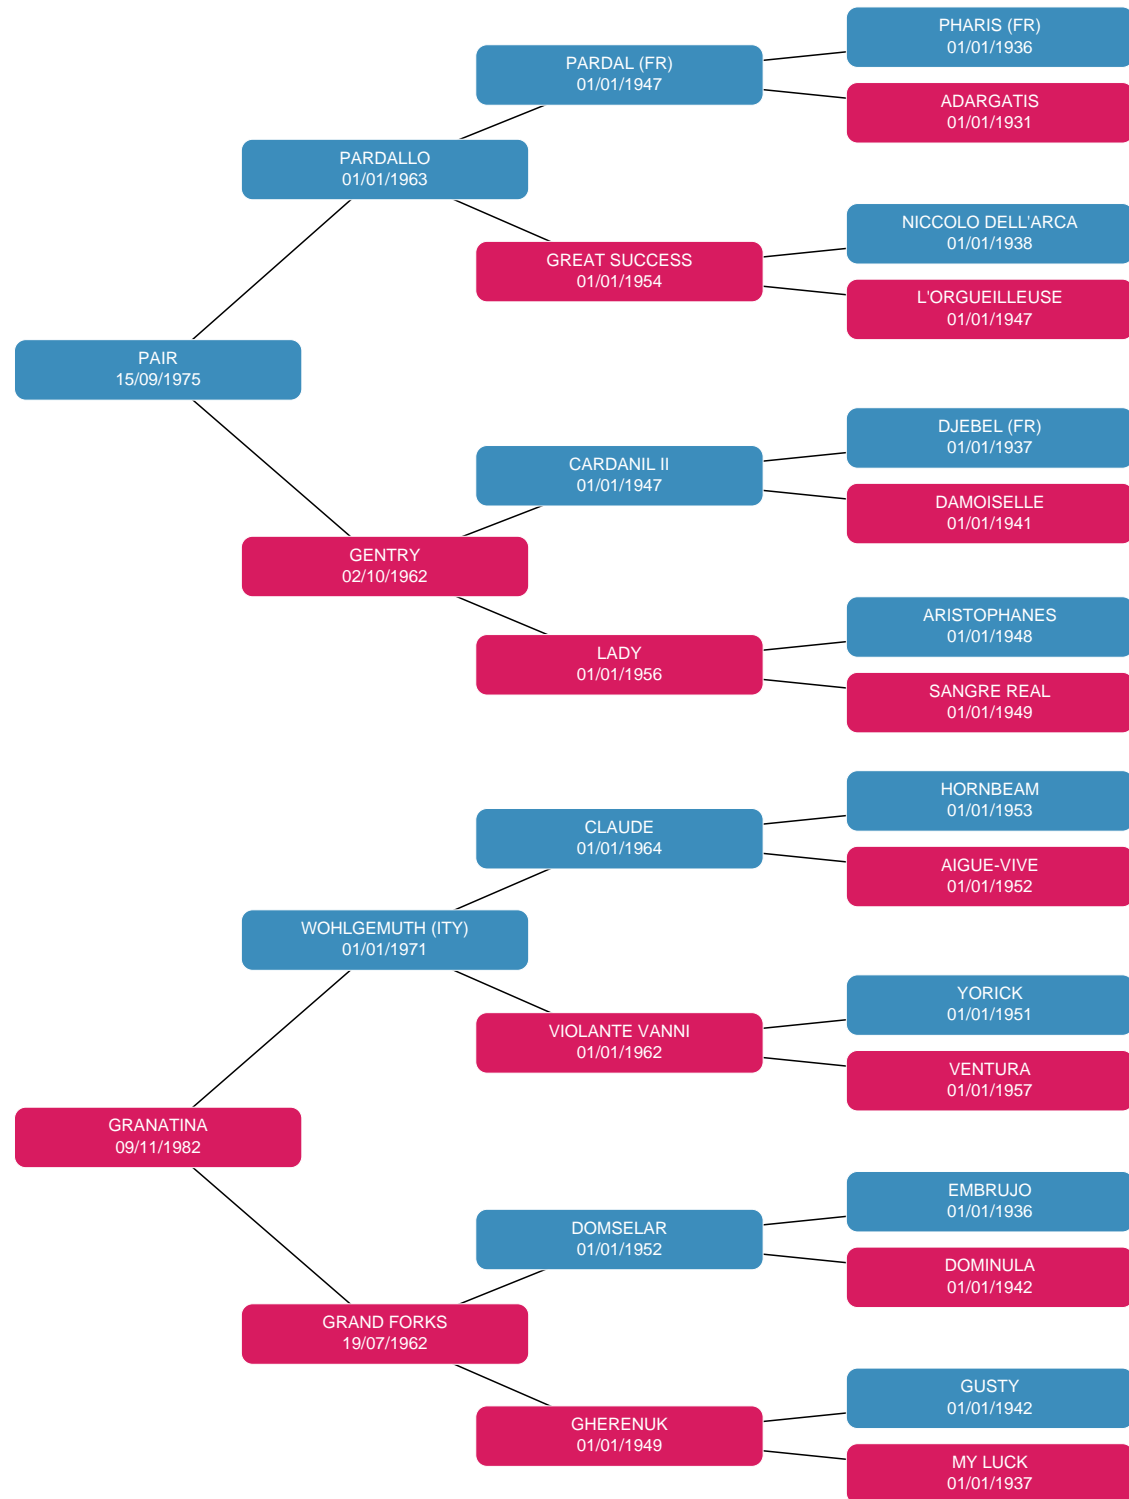 PHARIS (FR)
01/01/1936
PARDAL (FR)
01/01/1947
ADARGATIS
01/01/1931
PARDALLO
01/01/1963
NICCOLO DELL'ARCA
01/01/1938
GREAT SUCCESS
01/01/1954
L'ORGUEILLEUSE
01/01/1947
PAIR
15/09/1975
DJEBEL (FR)
01/01/1937
CARDANIL II
01/01/1947
DAMOISELLE
01/01/1941
GENTRY
02/10/1962
ARISTOPHANES
01/01/1948
LADY
01/01/1956
SANGRE REAL
01/01/1949
HORNBEAM
01/01/1953
CLAUDE
01/01/1964
AIGUE-VIVE
01/01/1952
WOHLGEMUTH (ITY)
01/01/1971
YORICK
01/01/1951
VIOLANTE VANNI
01/01/1962
VENTURA
01/01/1957
GRANATINA
09/11/1982
EMBRUJO
01/01/1936
DOMSELAR
01/01/1952
DOMINULA
01/01/1942
GRAND FORKS
19/07/1962
GUSTY
01/01/1942
GHERENUK
01/01/1949
MY LUCK
01/01/1937